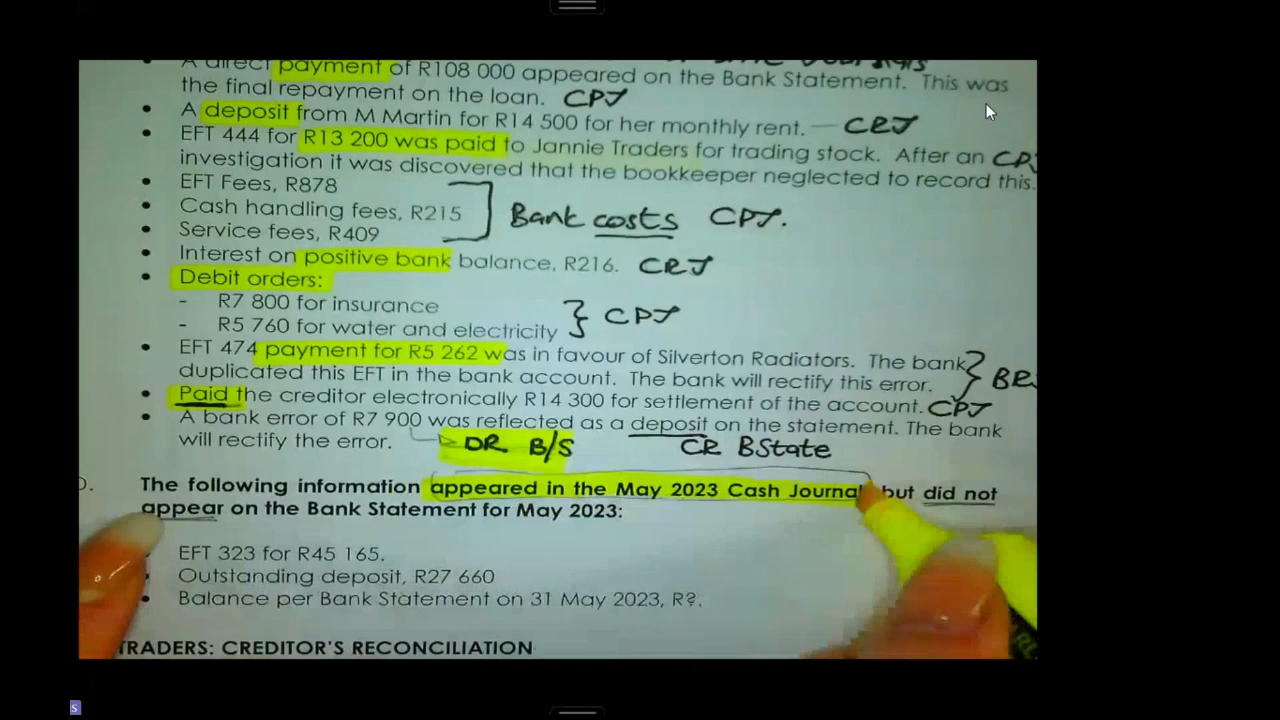 A direct payment of R108 000 appeared on the Bank Statement. This was
the final repayment on the loan. CPJ
• A deposit from M Martin for R14 500 for her monthly rent. — CRJ
• EFT 444 for R13 200 was paid to Jannie Traders for trading stock. After an CPJ
investigation it was discovered that the bookkeeper neglected to record this.
• EFT Fees, R878
• Cash handling fees, R215 Bank costs CPJ.
• Service fees, R409
• Interest on positive bank balance, R216. CRJ
• Debit orders:
- R7 800 for insurance
- R5 760 for water and electricity } CPJ
• EFT 474 payment for R5 262 was in favour of Silverton Radiators. The bank
duplicated this EFT in the bank account. The bank will rectify this error. } BRS
• Paid the creditor electronically R14 300 for settlement of the account. CPJ
• A bank error of R7 900 was reflected as a deposit on the statement. The bank
will rectify the error. DR B/S CR BState
D. The following information appeared in the May 2023 Cash Journal but did not
appear on the Bank Statement for May 2023:
EFT 323 for R45 165.
• Outstanding deposit, R27 660
• Balance per Bank Statement on 31 May 2023, R?.
TRADERS: CREDITOR'S RECONCILIATION
s